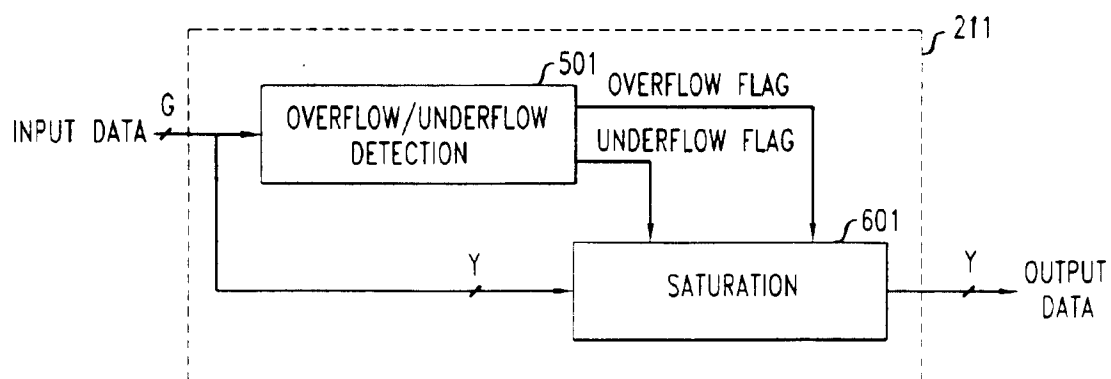 211
501
OVERFLOW FLAG
G
INPUT DATA
OVERFLOW/UNDERFLOW
DETECTION
UNDERFLOW FLAG
601
Y
SATURATION
Y
OUTPUT
DATA